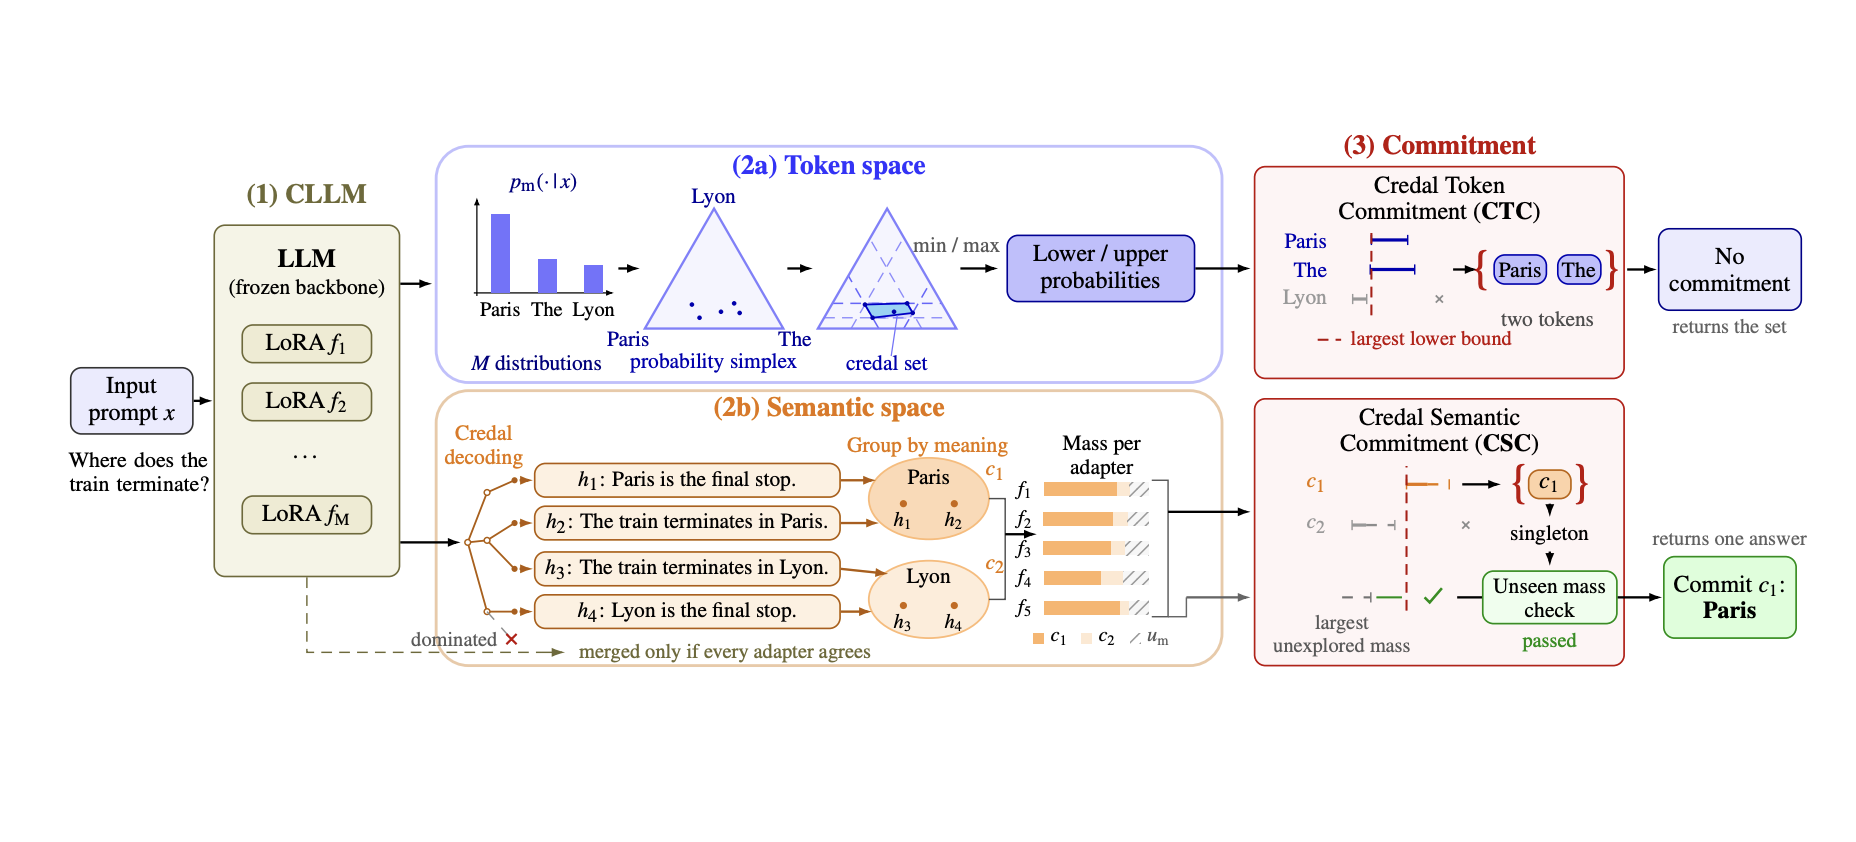 (1) CLLM
LLM
(frozen backbone)
LoRA f1
LoRA f2
...
LoRA fM
Input
prompt x
Where does the
train terminate?
(2a) Token space
pm(·|x)
Paris The Lyon
M distributions
Lyon
Paris
The
probability simplex
credal set
min / max
Lower / upper
probabilities
(2b) Semantic space
Credal
decoding
h1: Paris is the final stop.
h2: The train terminates in Paris.
h3: The train terminates in Lyon.
h4: Lyon is the final stop.
dominated
merged only if every adapter agrees
Group by meaning
Paris
c1
h1 h2
Lyon
c2
h3 h4
Mass per
adapter
f1
f2
f3
f4
f5
c1 c2 um
(3) Commitment
Credal Token
Commitment (CTC)
Paris
The
Lyon
{ Paris The }
two tokens
largest lower bound
No
commitment
returns the set
Credal Semantic
Commitment (CSC)
c1
c2
{ c1 }
singleton
Unseen mass
check
passed
largest
unexplored mass
returns one answer
Commit c1:
Paris